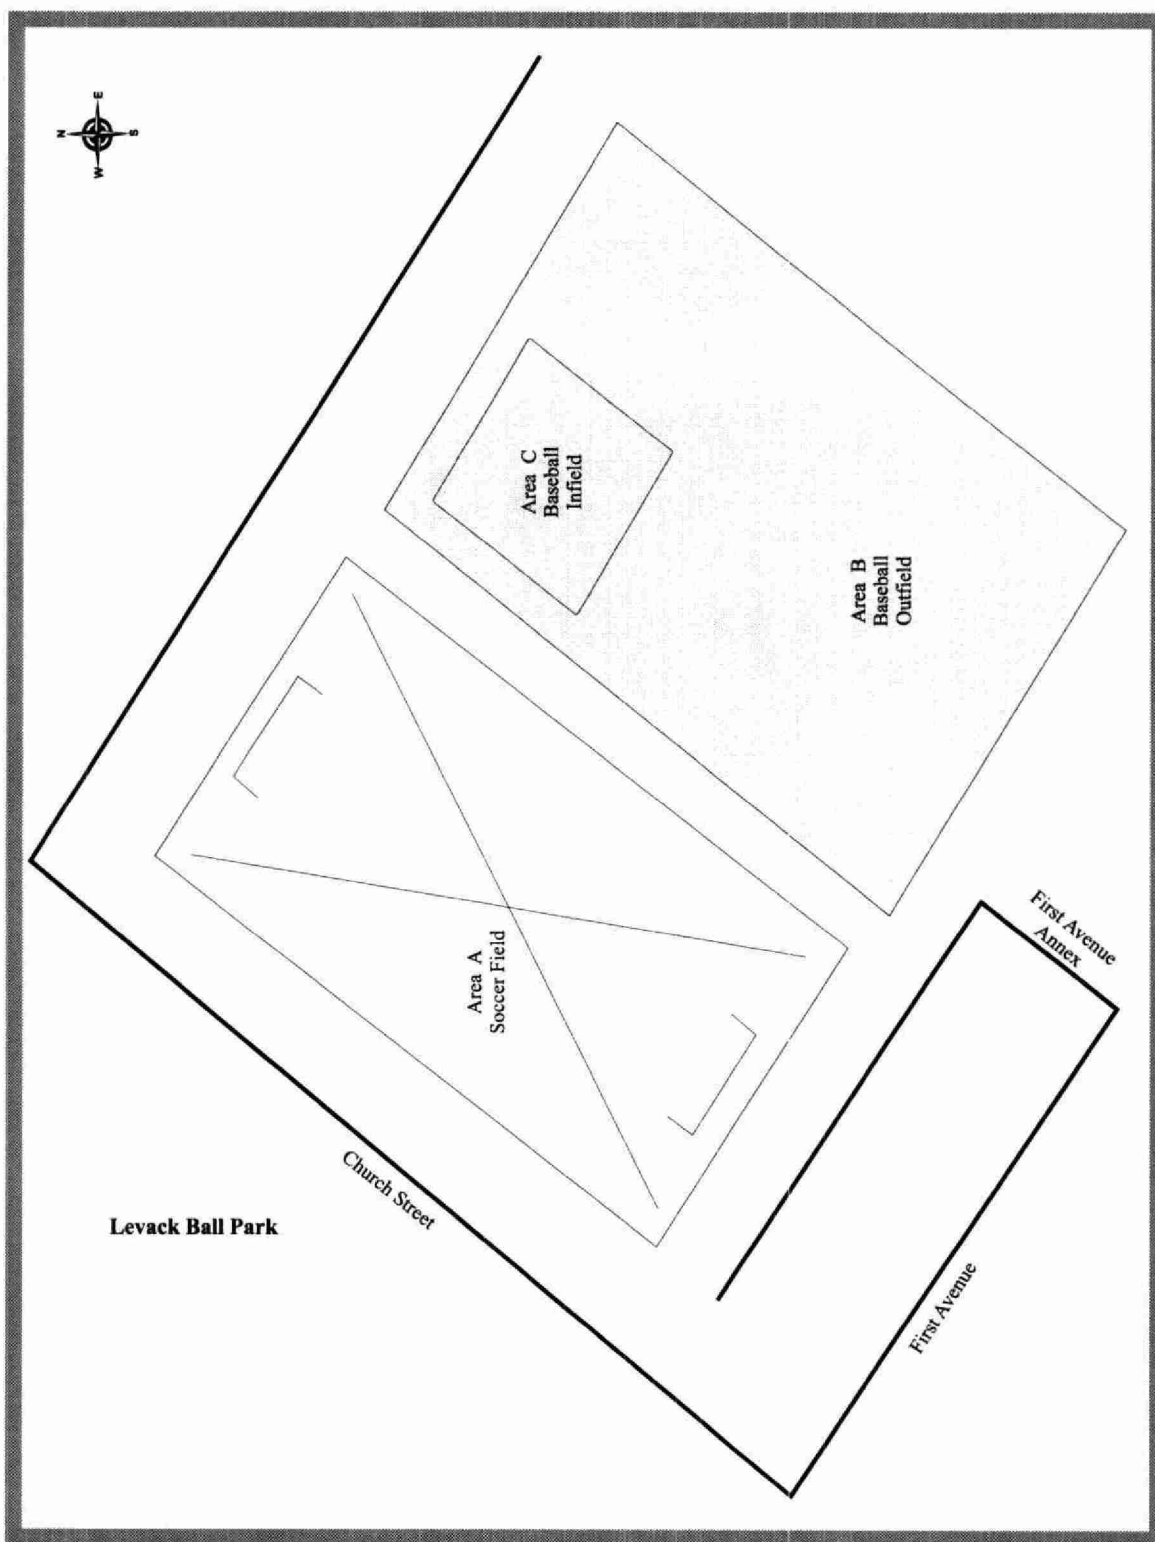 N
E
S
W
Area C
Baseball
Infield
Area B
Baseball
Outfield
Area A
Soccer Field
First Avenue
Annex
Church Street
Levack Ball Park
First Avenue